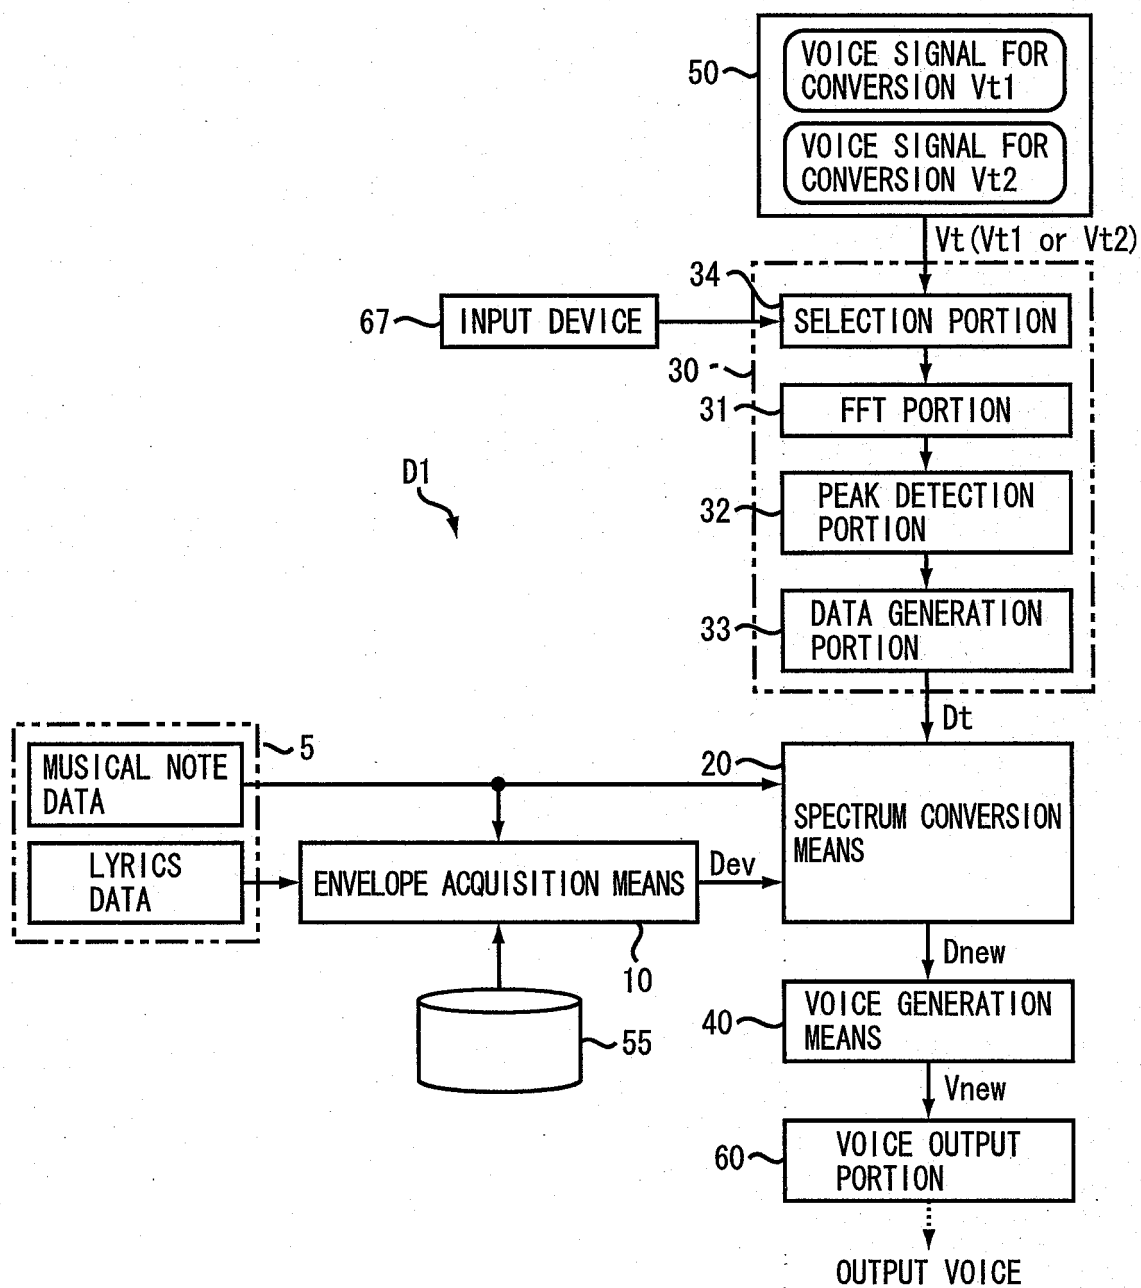 50
VOICE SIGNAL FOR
CONVERSION Vt1
VOICE SIGNAL FOR
CONVERSION Vt2
Vt(Vt1 or Vt2)
34
67
INPUT DEVICE
SELECTION PORTION
30
31
FFT PORTION
D1
32
PEAK DETECTION
PORTION
33
DATA GENERATION
PORTION
Dt
5
MUSICAL NOTE
DATA
20
SPECTRUM CONVERSION
MEANS
LYRICS
DATA
ENVELOPE ACQUISITION MEANS
Dev
10
Dnew
55
40
VOICE GENERATION
MEANS
Vnew
60
VOICE OUTPUT
PORTION
OUTPUT VOICE